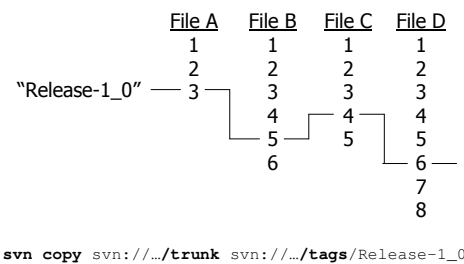 File A File B File C File D
1 1 1 1
2 2 2 2
“Release-1_0” 3 3 3 3
4 4 4
5 5 5
6 6
7
8
svn copy svn://…/trunk svn://…/tags/Release-1_0